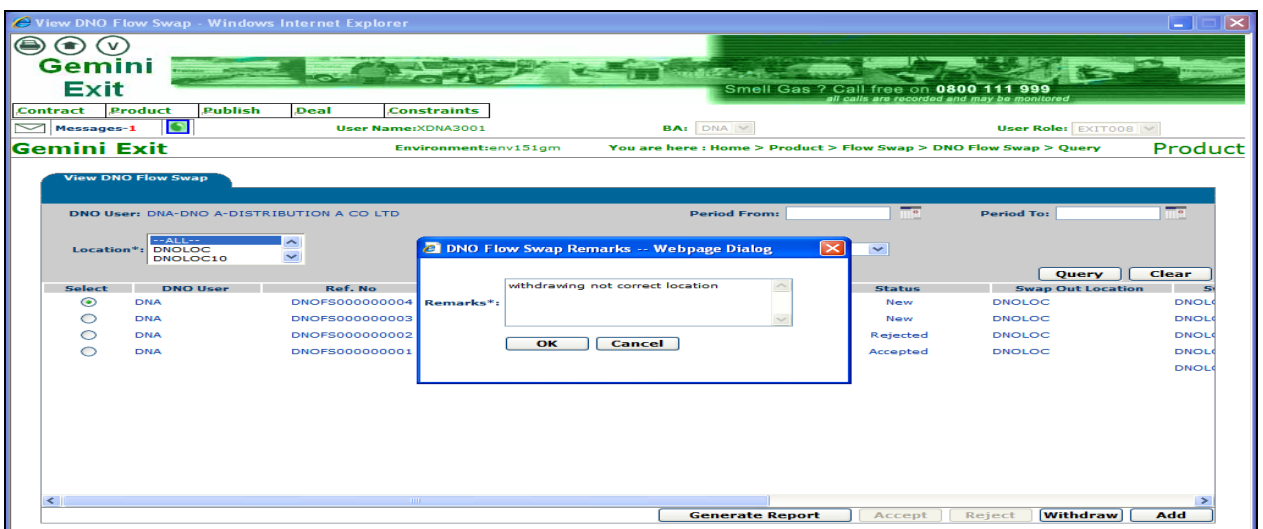 View DNO Flow Swap - Windows Internet Explorer
V
Gemini
Exit
Smell Gas ? Call free on 0800 111 999
all calls are recorded and may be monitored
Contract Product Publish Deal Constraints
Messages-1 User Name:XDNA3001 BA: DNA User Role: EXIT008
Gemini Exit Environment:env151gm You are here : Home > Product > Flow Swap > DNO Flow Swap > Query Product
View DNO Flow Swap
DNO User: DNA-DNO A-DISTRIBUTION A CO LTD Period From: Period To:
Location*: --ALL--
DNOLOC
DNOLOC10
DNO Flow Swap Remarks -- Webpage Dialog
Remarks*: withdrawing not correct location
OK Cancel
Query Clear
Select DNO User Ref. No Status Swap Out Location
DNA DNOFS000000004 New DNOLOC
DNA DNOFS000000003 New DNOLOC
DNA DNOFS000000002 Rejected DNOLOC
DNA DNOFS000000001 Accepted DNOLOC
Generate Report Accept Reject Withdraw Add